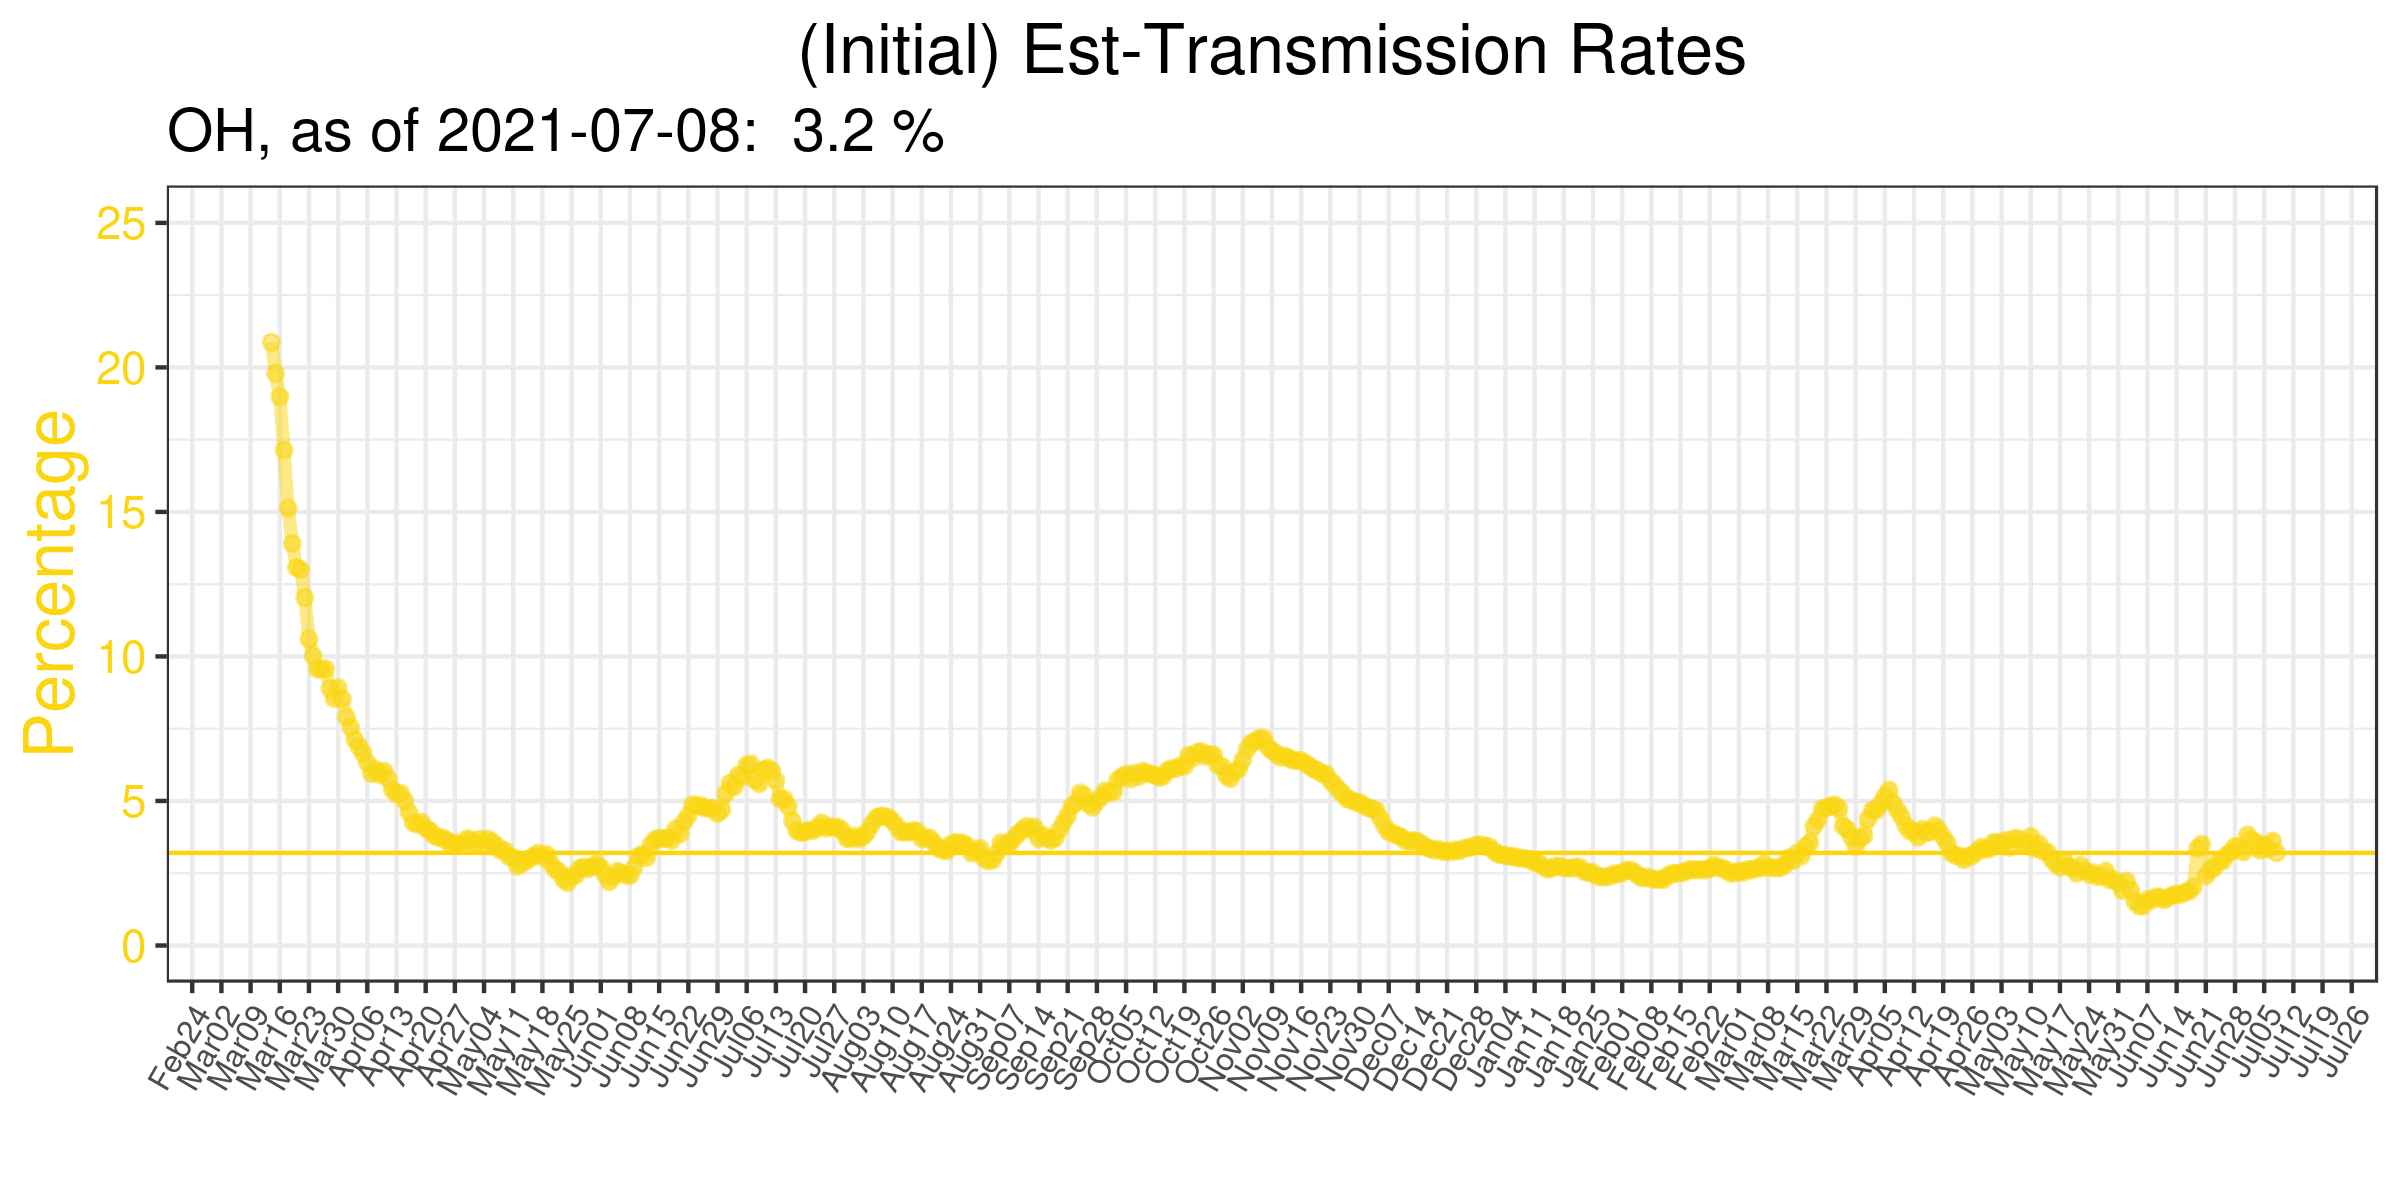 (Initial) Est-Transmission Rates
OH, as of 2021-07-08:  3.2 %
Percentage
25
20
15
10
5
0
Feb24
Mar02
Mar09
Mar16
Mar23
Mar30
Apr06
Apr13
Apr20
Apr27
May04
May11
May18
May25
Jun01
Jun08
Jun15
Jun22
Jun29
Jul06
Jul13
Jul20
Jul27
Aug03
Aug10
Aug17
Aug24
Aug31
Sep07
Sep14
Sep21
Sep28
Oct05
Oct12
Oct19
Oct26
Nov02
Nov09
Nov16
Nov23
Nov30
Dec07
Dec14
Dec21
Dec28
Jan04
Jan11
Jan18
Jan25
Feb01
Feb08
Feb15
Feb22
Mar01
Mar08
Mar15
Mar22
Mar29
Apr05
Apr12
Apr19
Apr26
May03
May10
May17
May24
May31
Jun07
Jun14
Jun21
Jun28
Jul05
Jul12
Jul19
Jul26